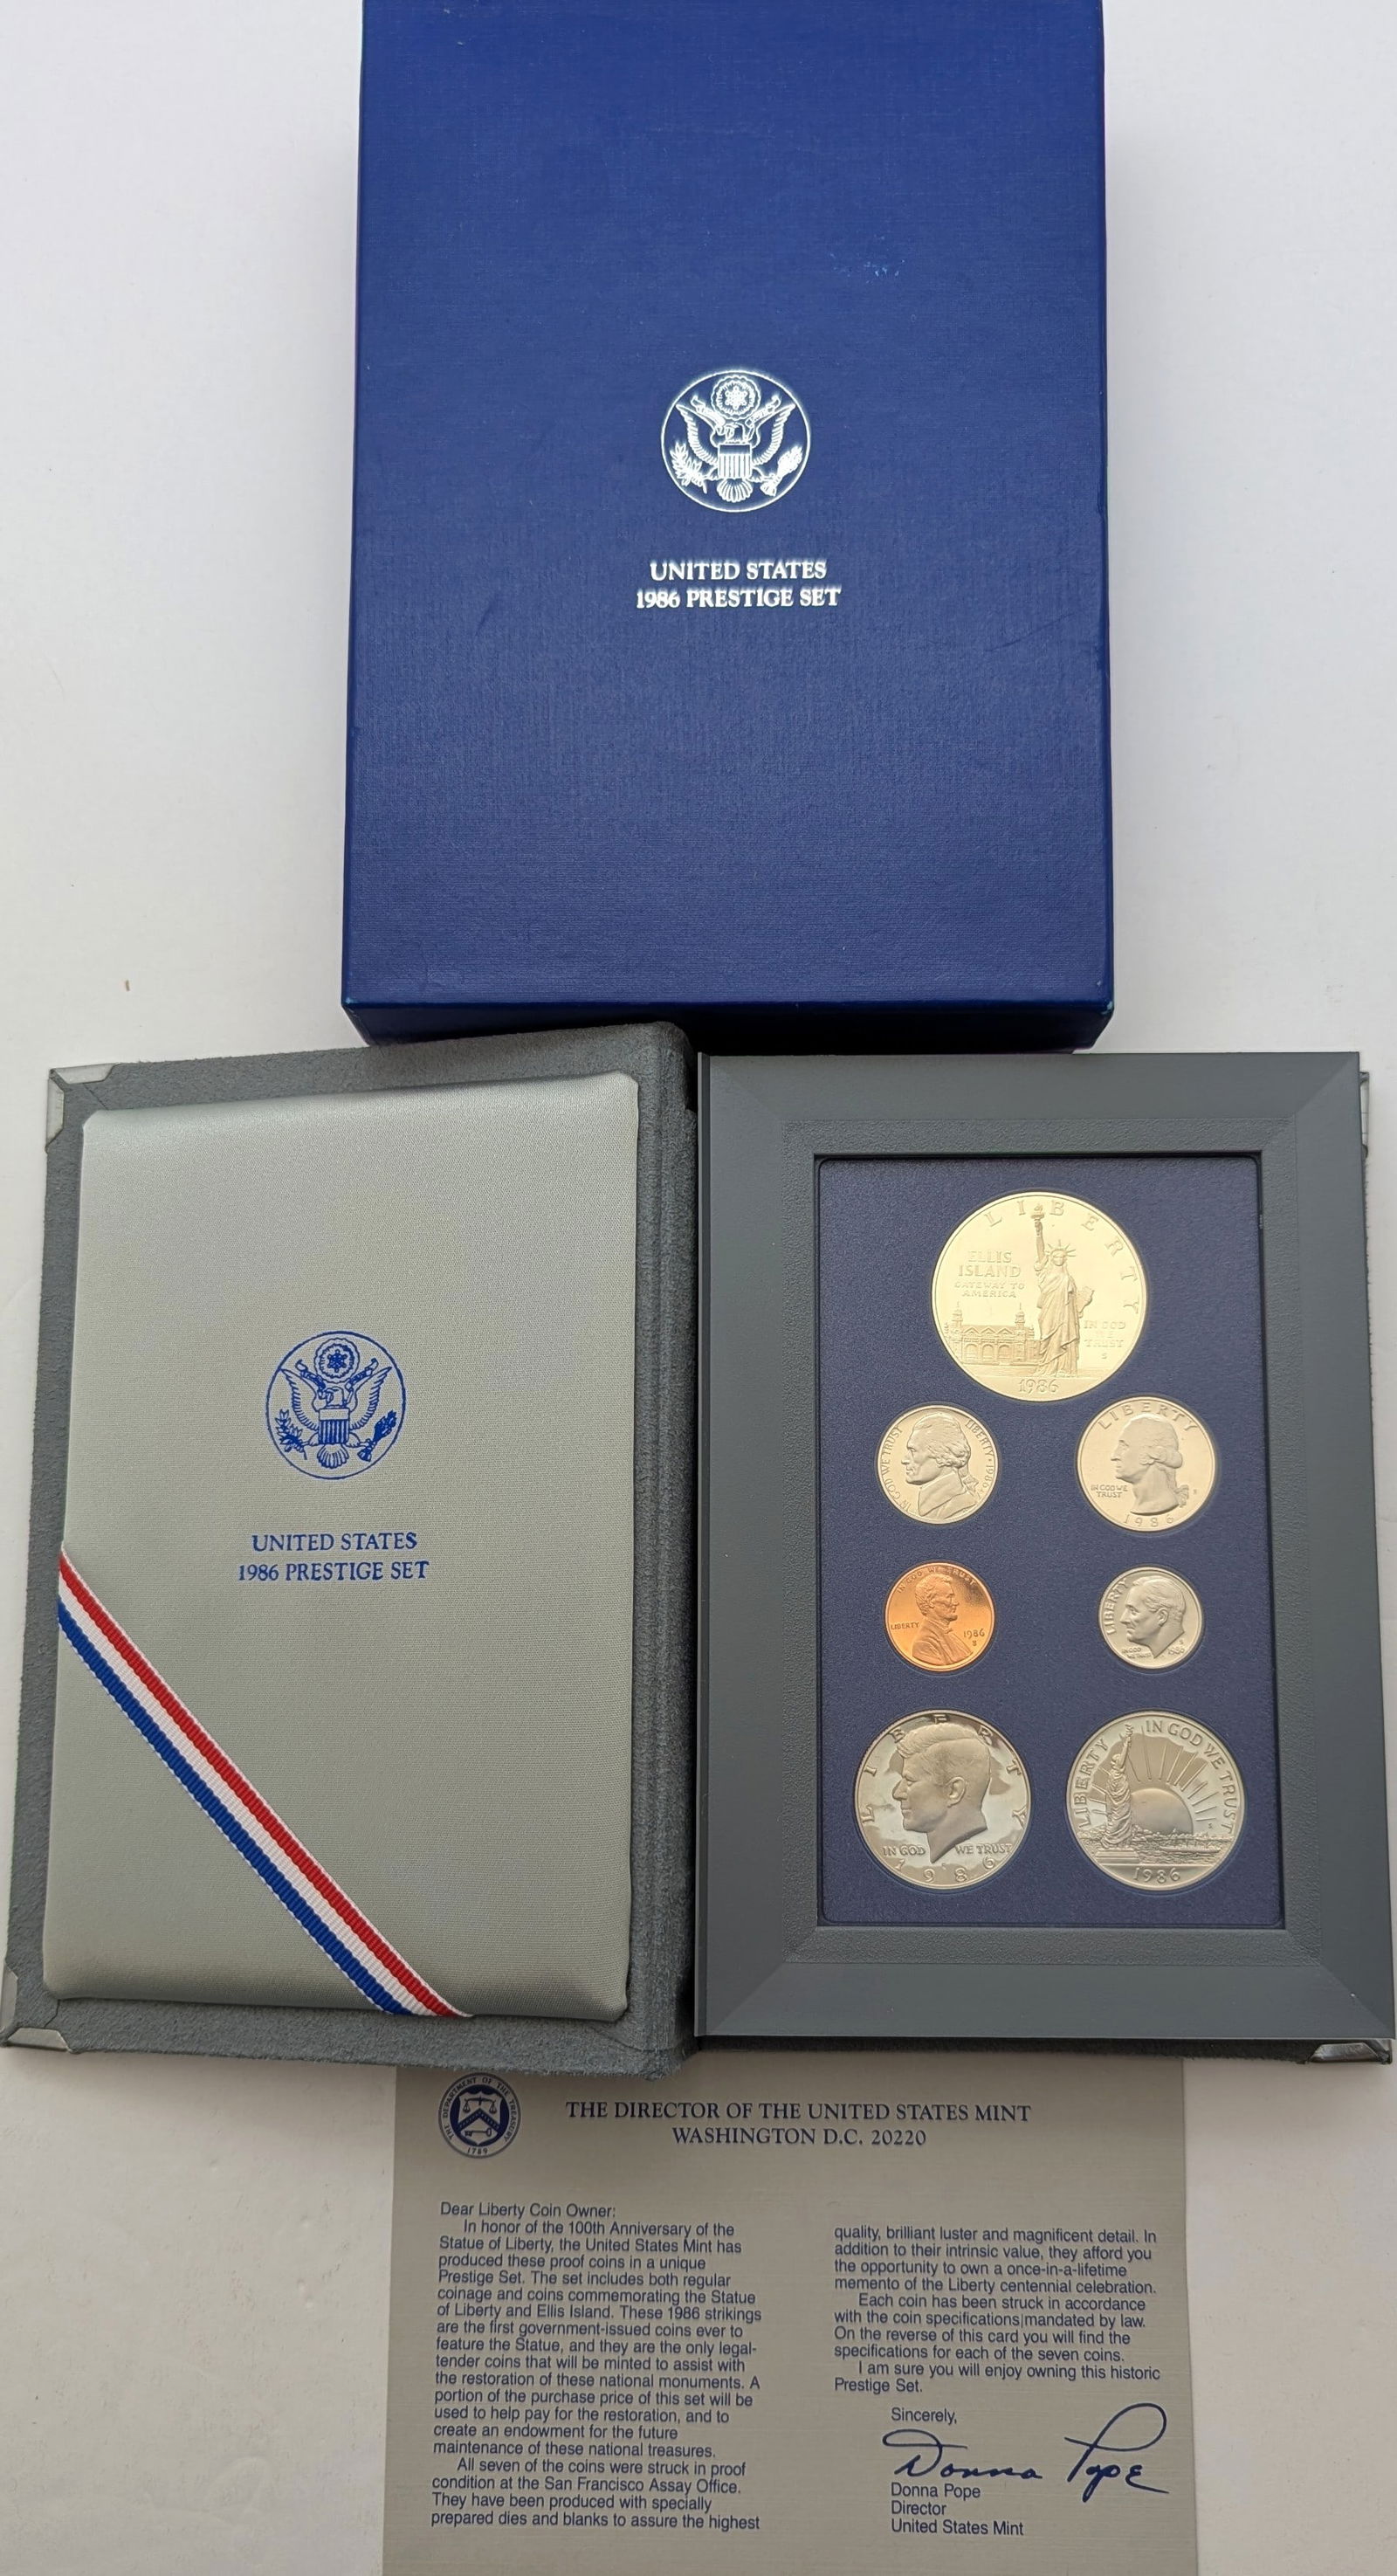 UNITED STATES
1986 PRESTIGE SET
UNITED STATES
1986 PRESTIGE SET
LIBERTY
ELLIS
ISLAND
GATEWAY TO
AMERICA
IN GOD
WE
TRUST
S
1986
IN GOD WE TRUST
LIBERTY • 1986
LIBERTY
IN GOD WE
TRUST
1986
IN GOD WE TRUST
LIBERTY
1986
S
LIBERTY
IN GOD
WE TRUST
1986
LIBERTY
IN GOD WE TRUST
1986
LIBERTY
IN GOD WE TRUST
1986
THE DEPARTMENT OF THE TREASURY
1789
THE DIRECTOR OF THE UNITED STATES MINT
WASHINGTON D.C. 20220
Dear Liberty Coin Owner:
In honor of the 100th Anniversary of the
Statue of Liberty, the United States Mint has
produced these proof coins in a unique
Prestige Set. The set includes both regular
coinage and coins commemorating the Statue
of Liberty and Ellis Island. These 1986 strikings
are the first government-issued coins ever to
feature the Statue, and they are the only legal-
tender coins that will be minted to assist with
the restoration of these national monuments. A
portion of the purchase price of this set will be
used to help pay for the restoration, and to
create an endowment for the future
maintenance of these national treasures.
All seven of the coins were struck in proof
condition at the San Francisco Assay Office.
They have been produced with specially
prepared dies and blanks to assure the highest
quality, brilliant luster and magnificent detail. In
addition to their intrinsic value, they afford you
the opportunity to own a once-in-a-lifetime
memento of the Liberty centennial celebration.
Each coin has been struck in accordance
with the coin specifications mandated by law.
On the reverse of this card you will find the
specifications for each of the seven coins.
I am sure you will enjoy owning this historic
Prestige Set.
Sincerely,
Donna Pope
Donna Pope
Director
United States Mint